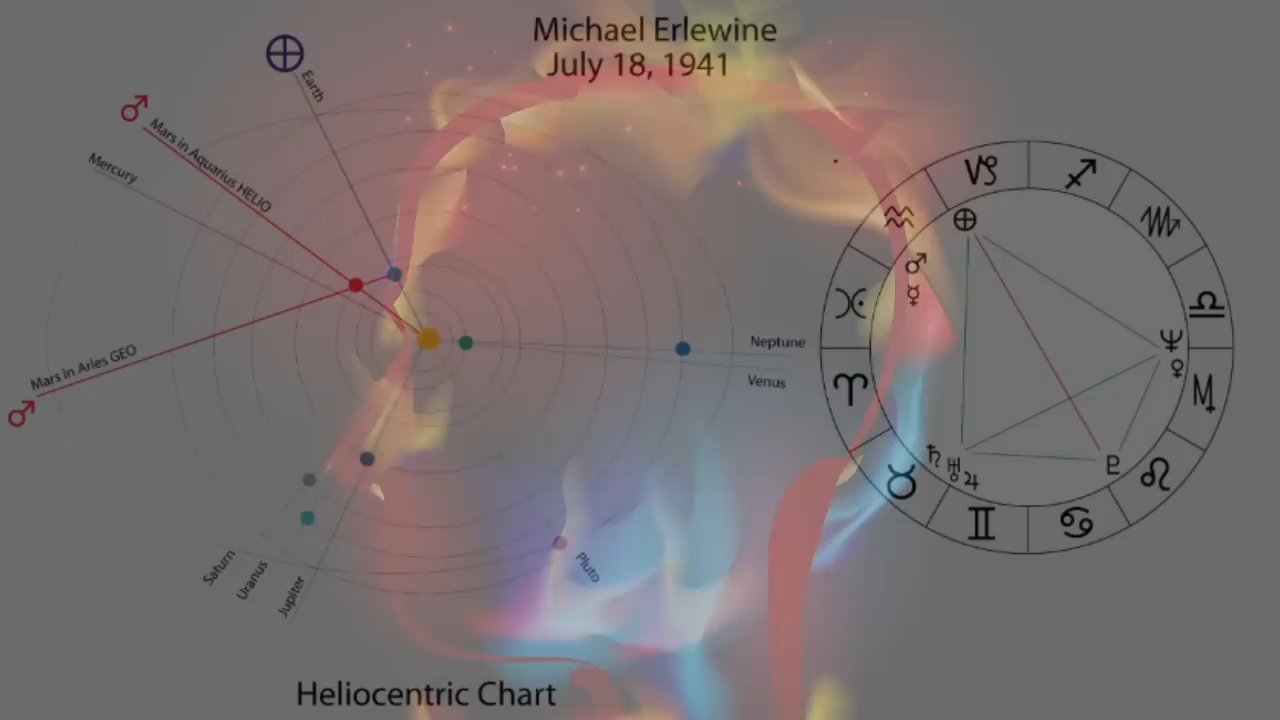 Michael Erlewine
July 18, 1941
Earth
Mars in Aquarius HELIO
Mercury
Mars in Aries GEO
Neptune
Venus
Saturn
Uranus
Jupiter
Pluto
Heliocentric Chart